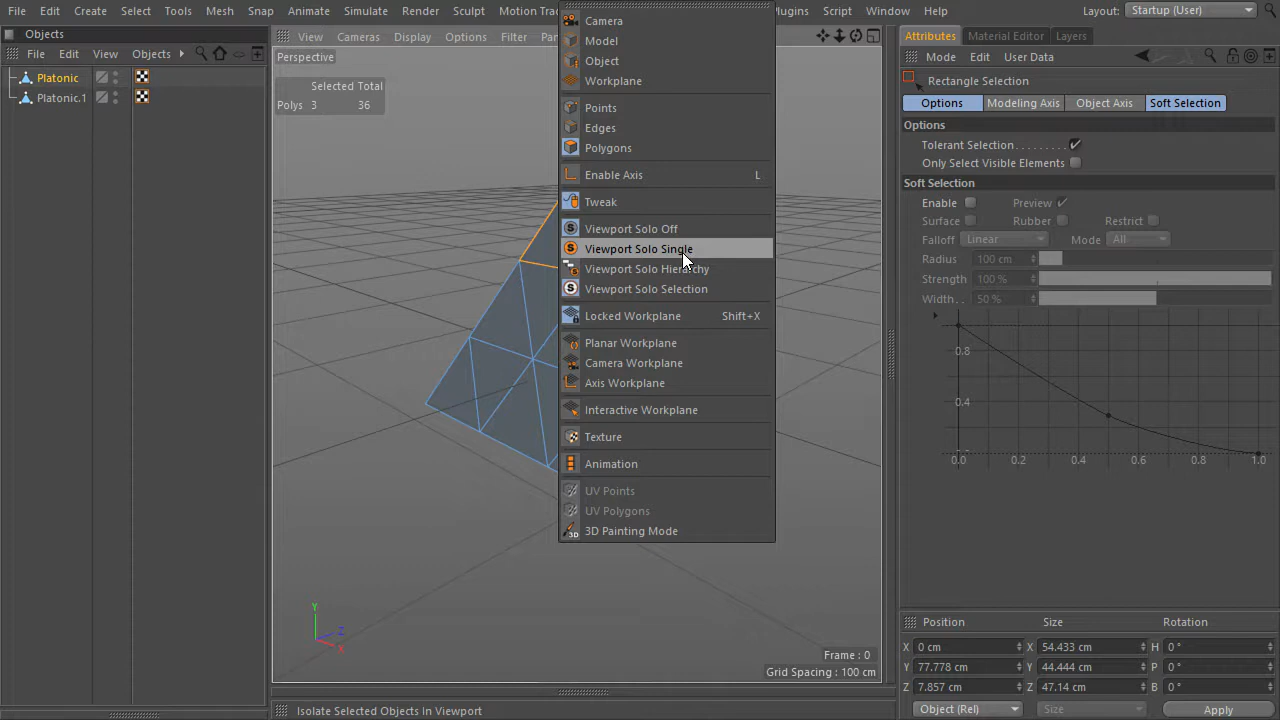 File Edit Create Select Tools Mesh Snap Animate Simulate Render Sculpt Motion Tra Plugins Script Window Help Layout: Startup (User)
Objects
File Edit View Objects
Platonic
Platonic.1
View Cameras Display Options Filter Pan
Perspective
Selected Total
Polys 3 36
Camera
Model
Object
Workplane
Points
Edges
Polygons
Enable Axis L
Tweak
Viewport Solo Off
Viewport Solo Single
Viewport Solo Hierarchy
Viewport Solo Selection
Locked Workplane Shift+X
Planar Workplane
Camera Workplane
Axis Workplane
Interactive Workplane
Texture
Animation
UV Points
UV Polygons
3D Painting Mode
Y
Z
X
Frame : 0
Grid Spacing : 100 cm
Isolate Selected Objects in Viewport
Attributes Material Editor Layers
Mode Edit User Data
Rectangle Selection
Options Modeling Axis Object Axis Soft Selection
Options
Tolerant Selection . . . . . . . . .
Only Select Visible Elements
Soft Selection
Enable Preview
Surface Rubber Restrict
Falloff Linear Mode All
Radius 100 cm
Strength 100 %
Width . . 50 %
0.8
0.4
0.0 0.2 0.4 0.6 0.8 1.0
Position Size Rotation
X 0 cm X 54.433 cm H 0 °
Y 77.778 cm Y 44.444 cm P 0 °
Z 7.857 cm Z 47.14 cm B 0 °
Object (Rel) Size Apply